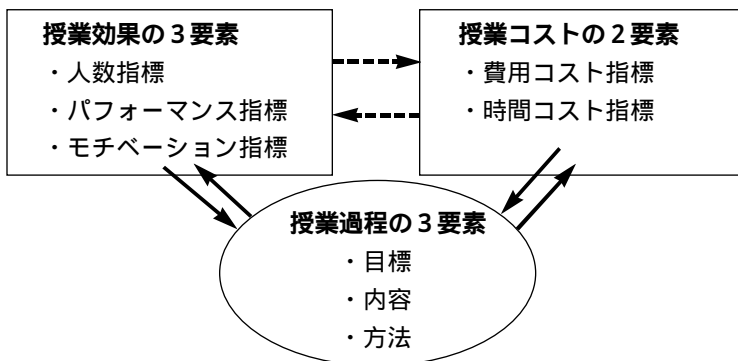 授業効果の3要素
・人数指標
・パフォーマンス指標
・モチベーション指標
授業コストの2要素
・費用コスト指標
・時間コスト指標
授業過程の3要素
・目標
・内容
・方法